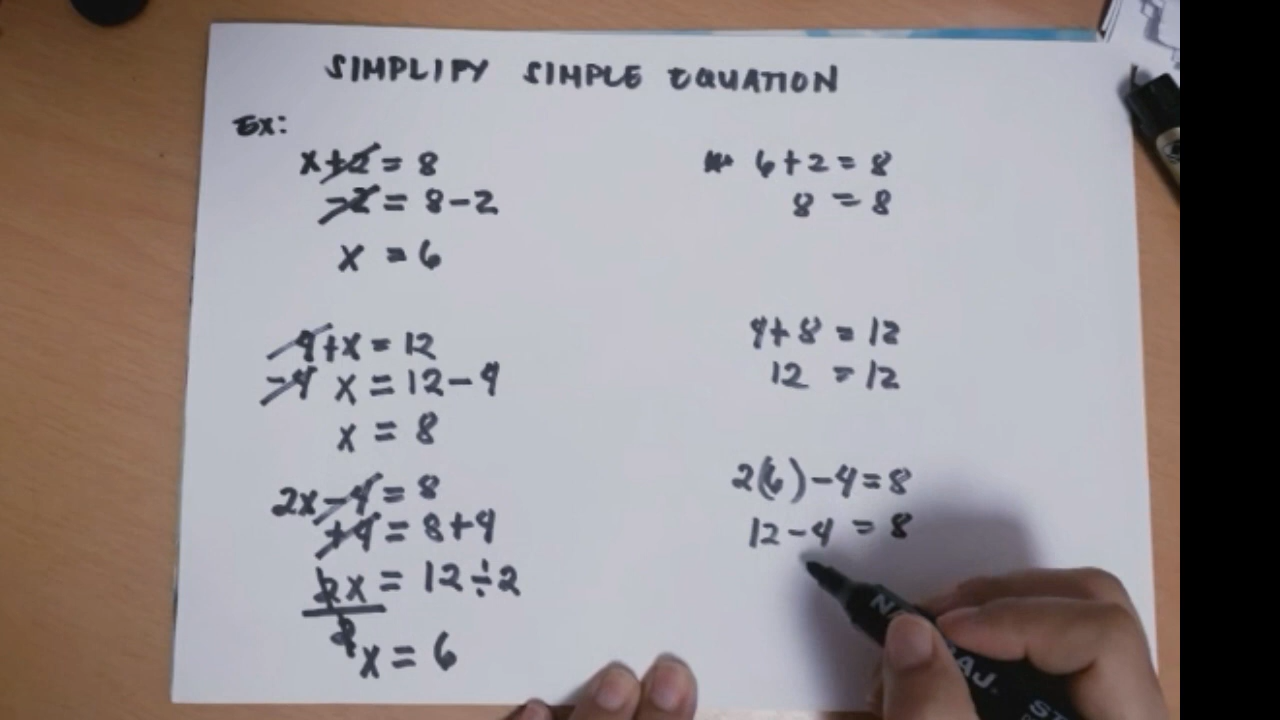 SIMPLIFY SIMPLE EQUATION
Ex:
x+2 = 8
-2 = 8-2
x = 6
4+x = 12
-4 x = 12-4
x = 8
2x-4 = 8
+4 = 8+4
2x = 12÷2
2
x = 6
6+2 = 8
8 = 8
4+8 = 12
12 = 12
2(6)-4=8
12-4 = 8